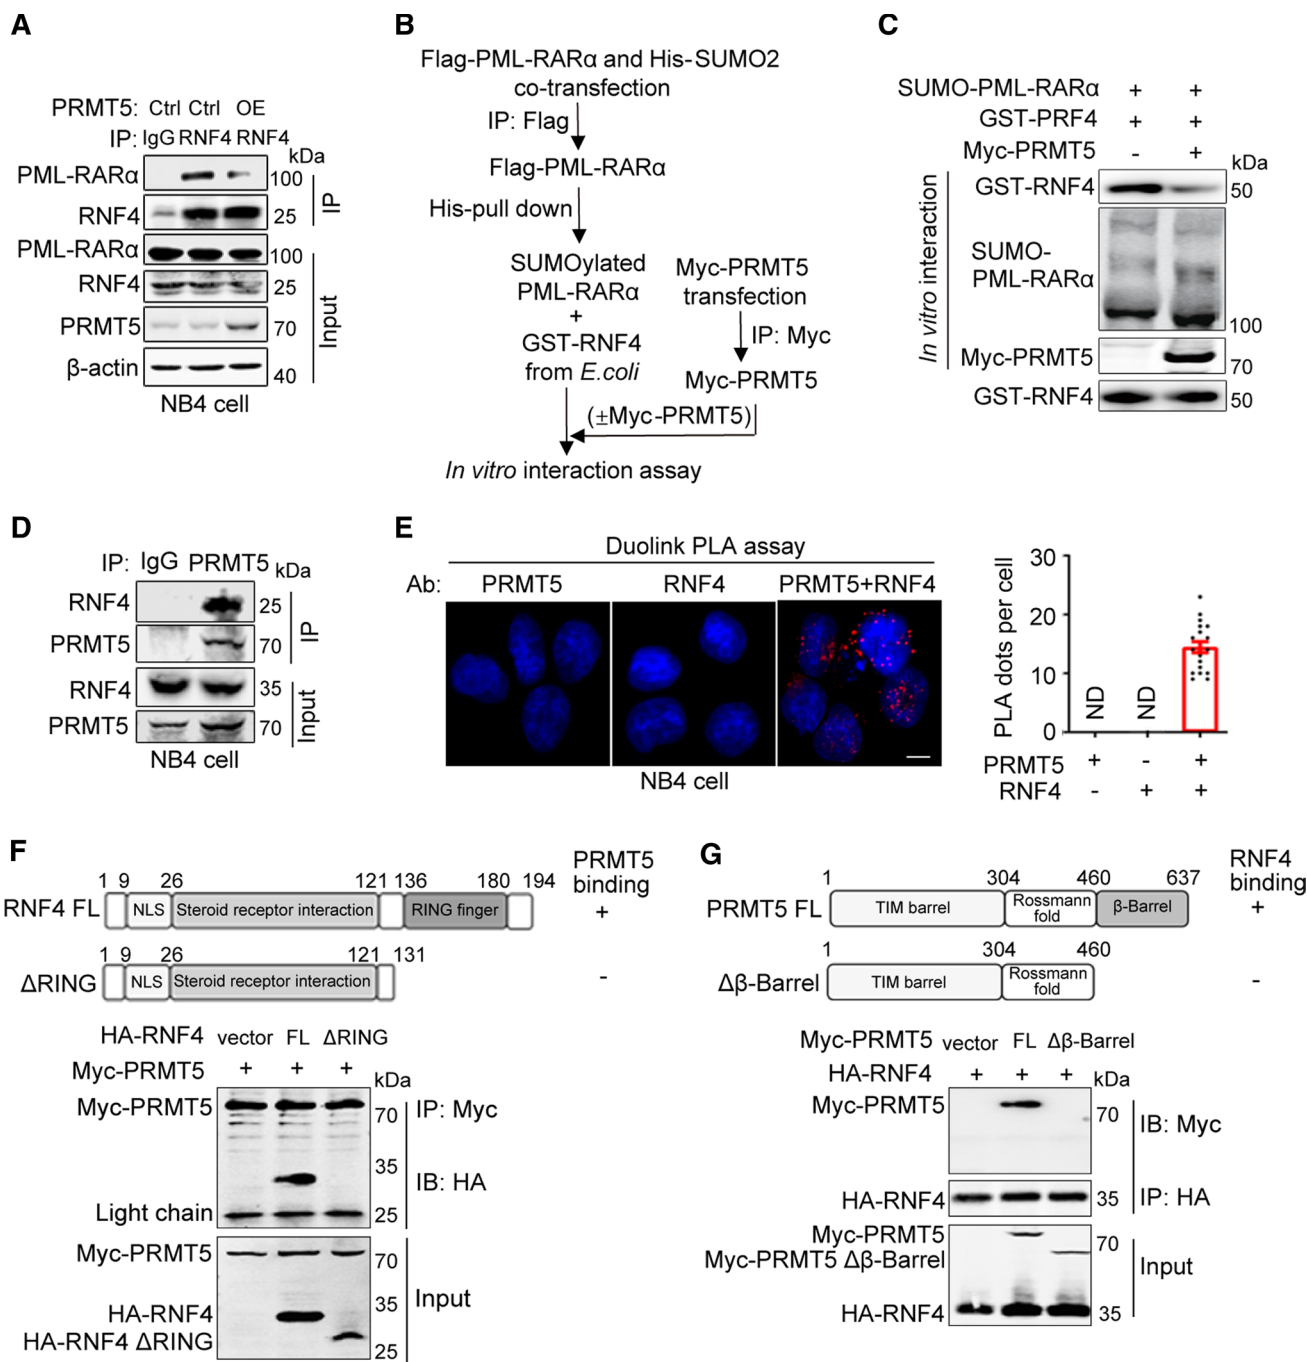 A
PRMT5: Ctrl Ctrl OE
IP: IgG RNF4 RNF4
kDa
PML-RARα
100
RNF4
25
IP
PML-RARα
100
RNF4
25
PRMT5
70
β-actin
40
Input
NB4 cell
B
Flag-PML-RARα and His-SUMO2
co-transfection
IP: Flag
Flag-PML-RARα
His-pull down
SUMOylated
PML-RARα
+
GST-RNF4
from E.coli
Myc-PRMT5
transfection
IP: Myc
Myc-PRMT5
(±Myc-PRMT5)
In vitro interaction assay
C
SUMO-PML-RARα + +
GST-PRF4 + +
Myc-PRMT5 - +
kDa
GST-RNF4
50
SUMO-
PML-RARα
100
Myc-PRMT5
70
GST-RNF4
50
In vitro interaction
D
IP: IgG PRMT5 kDa
RNF4
25
PRMT5
70
IP
RNF4
35
PRMT5
70
Input
NB4 cell
E
Duolink PLA assay
Ab: PRMT5 RNF4 PRMT5+RNF4
NB4 cell
PLA dots per cell
30
20
10
0
ND ND
PRMT5 + - +
RNF4 - + +
F
PRMT5
binding
1 9 26 121 136 180 194
RNF4 FL NLS Steroid receptor interaction RING finger +
1 9 26 121 131
ΔRING NLS Steroid receptor interaction -
HA-RNF4 vector FL ΔRING
Myc-PRMT5 + + +
kDa
Myc-PRMT5
70
IP: Myc
35
IB: HA
Light chain
25
Myc-PRMT5
70
HA-RNF4
35
Input
HA-RNF4 ΔRING
25
G
RNF4
binding
1 304 460 637
PRMT5 FL TIM barrel Rossmann fold β-Barrel +
1 304 460
Δβ-Barrel TIM barrel Rossmann fold -
Myc-PRMT5 vector FL Δβ-Barrel
HA-RNF4 + + +
kDa
Myc-PRMT5
70
IB: Myc
HA-RNF4
35
IP: HA
Myc-PRMT5
70
Myc-PRMT5 Δβ-Barrel
Input
HA-RNF4
35